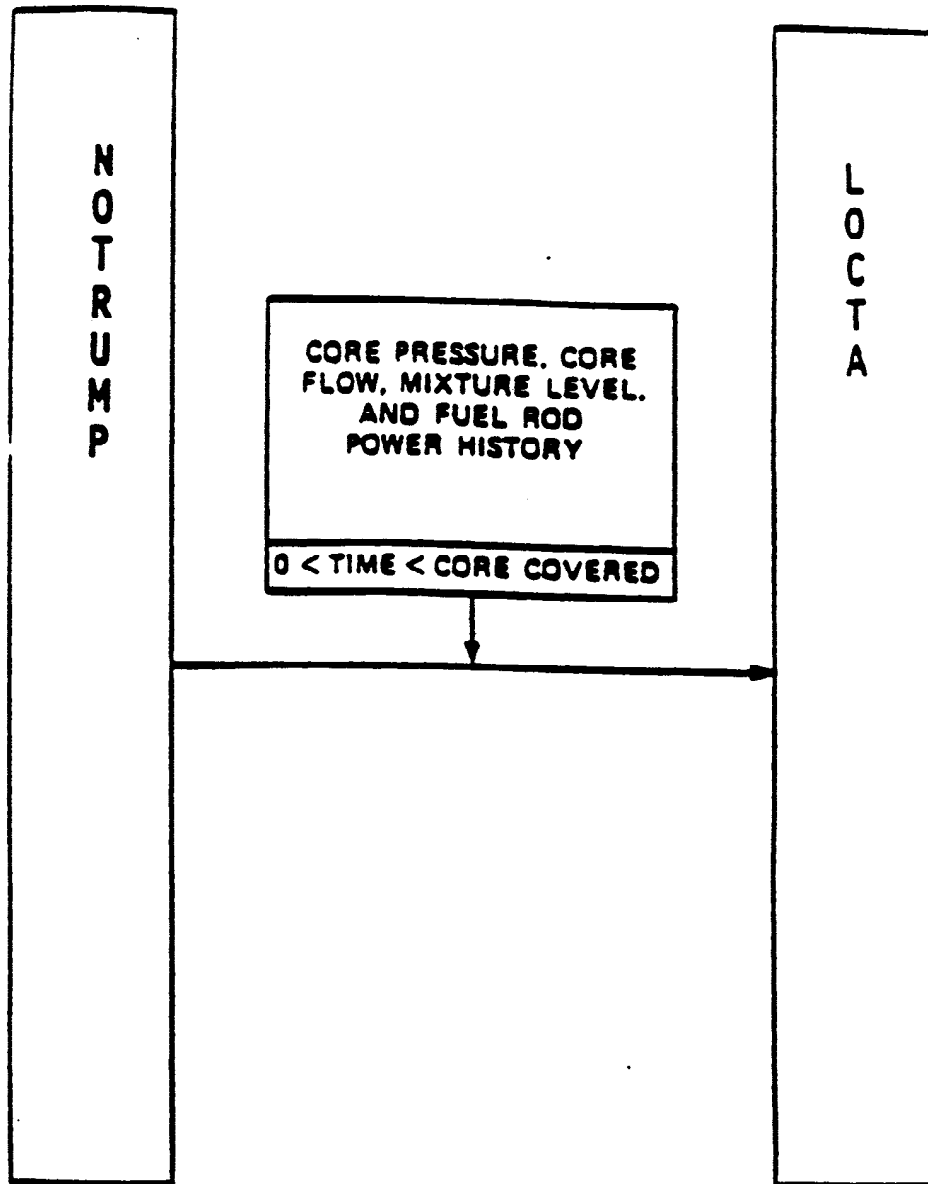 NOTRUMP
CORE PRESSURE, CORE
FLOW, MIXTURE LEVEL,
AND FUEL ROD
POWER HISTORY
0 < TIME < CORE COVERED
LOCTA